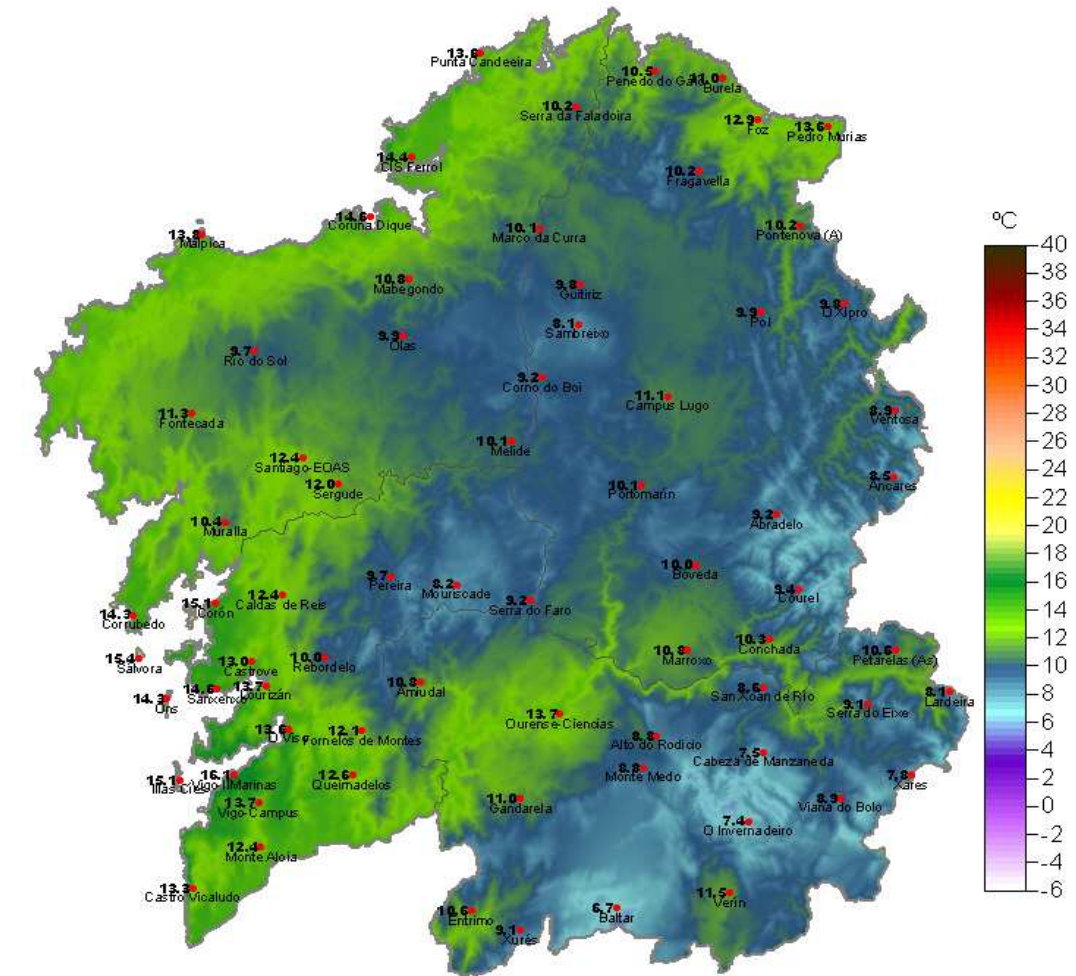 13.6
Punta Candeeira
10.5
Penedo do Galo
11.0
Burela
10.2
Serra da Faladoira
12.9
Foz
13.6
Pedro Murias
14.4
CIS Ferrol
10.2
Fragavella
14.6
Coruna Dique
13.8
Malpica
10.1
Marco da Curra
10.2
Pontenova (A)
ºC
10.8
Mabegondo
9.8
Guitiriz
9.9
Pol
9.8
O Xipro
8.1
Sambreixo
9.9
Olas
9.7
Rio do Sol
9.2
Corno do Boi
11.1
Campus Lugo
11.3
Fontecada
8.9
Ventosa
10.1
Melide
12.4
Santiago-EOAS
12.0
Sergude
10.1
Portomarín
8.5
Ancares
10.4
Muralla
9.2
Abradelo
9.7
Pereira
8.2
Mouriscade
10.0
Boveda
9.4
Courel
12.4
Caldas de Reis
15.1
Coron
9.2
Serra do Faro
14.3
Corrubedo
10.3
Conchada
10.8
Marroxo
10.6
Petarelas (As)
15.4
Salvora
13.0
Castrove
10.0
Rebordelo
13.7
Lourizán
14.6
Sanxenxo
14.3
Ons
10.8
Amiudal
8.6
San Xoan de Río
8.1
Lardeira
9.1
Serra do Eixe
13.7
Ourense-Ciencias
13.6
O Viso
12.1
Fornelos de Montes
8.8
Alto do Rodicio
7.5
Cabeza de Manzaneda
8.8
Monte Medo
7.8
Xares
15.1
Illas Cies
16.1
Vigo-Marinas
12.6
Queimadelos
13.7
Vigo-Campus
11.0
Gandarela
8.9
Viana do Bolo
7.4
O Invernadeiro
12.4
Monte Aloia
13.3
Castro Vicaludo
11.5
Verin
10.6
Entrimo
6.7
Baltar
9.1
Xurés
40
38
36
34
32
30
28
26
24
22
20
18
16
14
12
10
8
6
4
2
0
-2
-4
-6